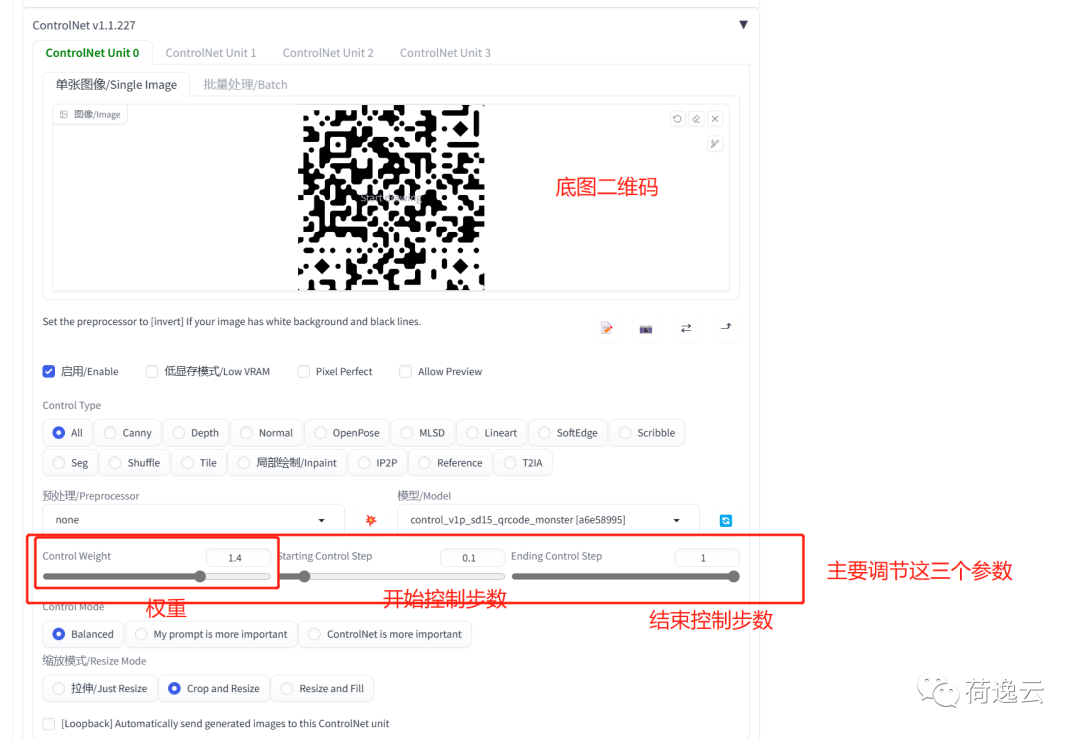 ControlNet v1.1.227
ControlNet Unit 0 ControlNet Unit 1 ControlNet Unit 2 ControlNet Unit 3
单张图像/Single Image 批量处理/Batch
图像/Image
底图二维码
Start drawing
Set the preprocessor to [invert] If your image has white background and black lines.
启用/Enable 低显存模式/Low VRAM Pixel Perfect Allow Preview
Control Type
All Canny Depth Normal OpenPose MLSD Lineart SoftEdge Scribble
Seg Shuffle Tile 局部绘制/Inpaint IP2P Reference T2IA
预处理/Preprocessor 模型/Model
none control_v1p_sd15_qrcode_monster [a6e58995]
Control Weight 1.4 Starting Control Step 0.1 Ending Control Step 1
主要调节这三个参数
权重 开始控制步数 结束控制步数
Control Mode
Balanced My prompt is more important ControlNet is more important
缩放模式/Resize Mode
拉伸/Just Resize Crop and Resize Resize and Fill
荷逸云
[Loopback] Automatically send generated images to this ControlNet unit